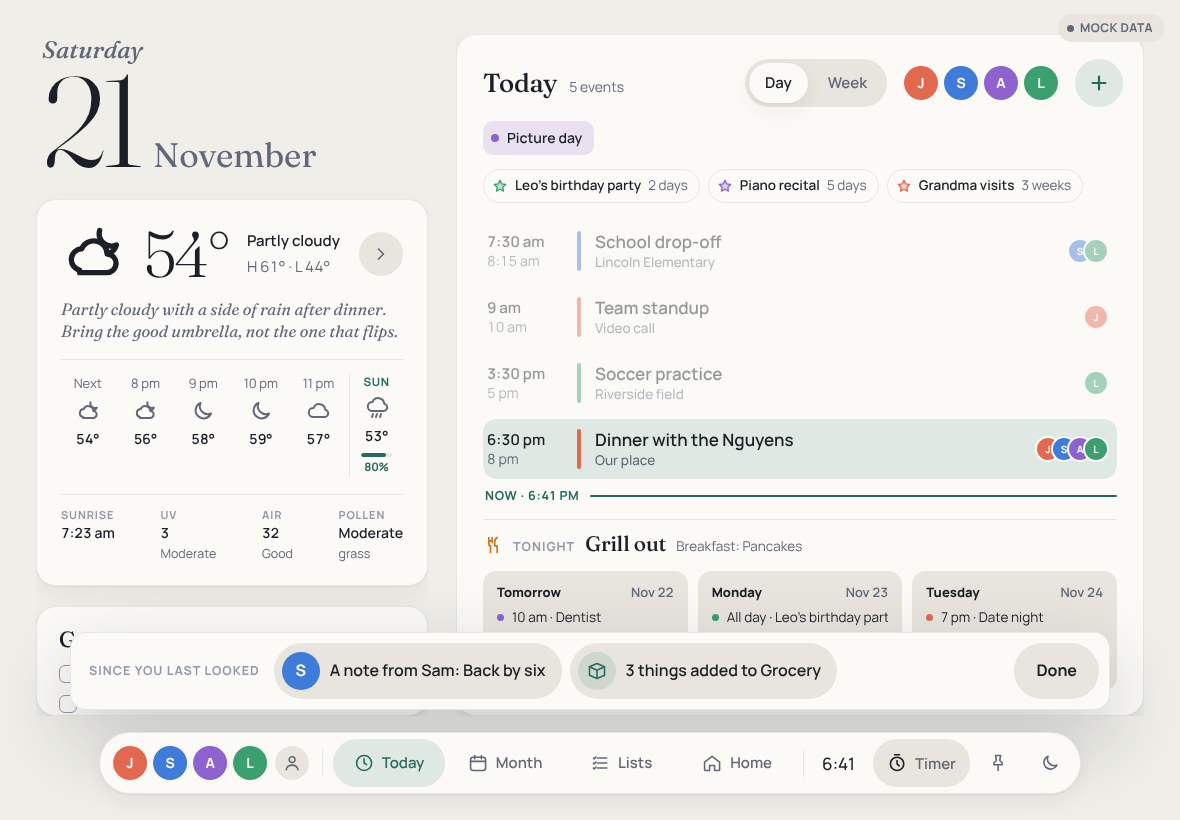 MOCK DATA
Saturday
21 November
54° Partly cloudy
H 61° · L 44°
Partly cloudy with a side of rain after dinner.
Bring the good umbrella, not the one that flips.
Next 8 pm 9 pm 10 pm 11 pm SUN
54° 56° 58° 59° 57° 53°
80%
SUNRISE UV AIR POLLEN
7:23 am 3 32 Moderate
Moderate Good grass
G
Today 5 events Day Week J S A L
Picture day
Leo's birthday party 2 days Piano recital 5 days Grandma visits 3 weeks
7:30 am School drop-off
8:15 am Lincoln Elementary S L
9 am Team standup
10 am Video call J
3:30 pm Soccer practice
5 pm Riverside field L
6:30 pm Dinner with the Nguyens
8 pm Our place J S A L
NOW · 6:41 PM
TONIGHT Grill out Breakfast: Pancakes
Tomorrow Nov 22 Monday Nov 23 Tuesday Nov 24
10 am · Dentist All day · Leo's birthday part 7 pm · Date night
SINCE YOU LAST LOOKED S A note from Sam: Back by six 3 things added to Grocery Done
J S A L Today Month Lists Home 6:41 Timer